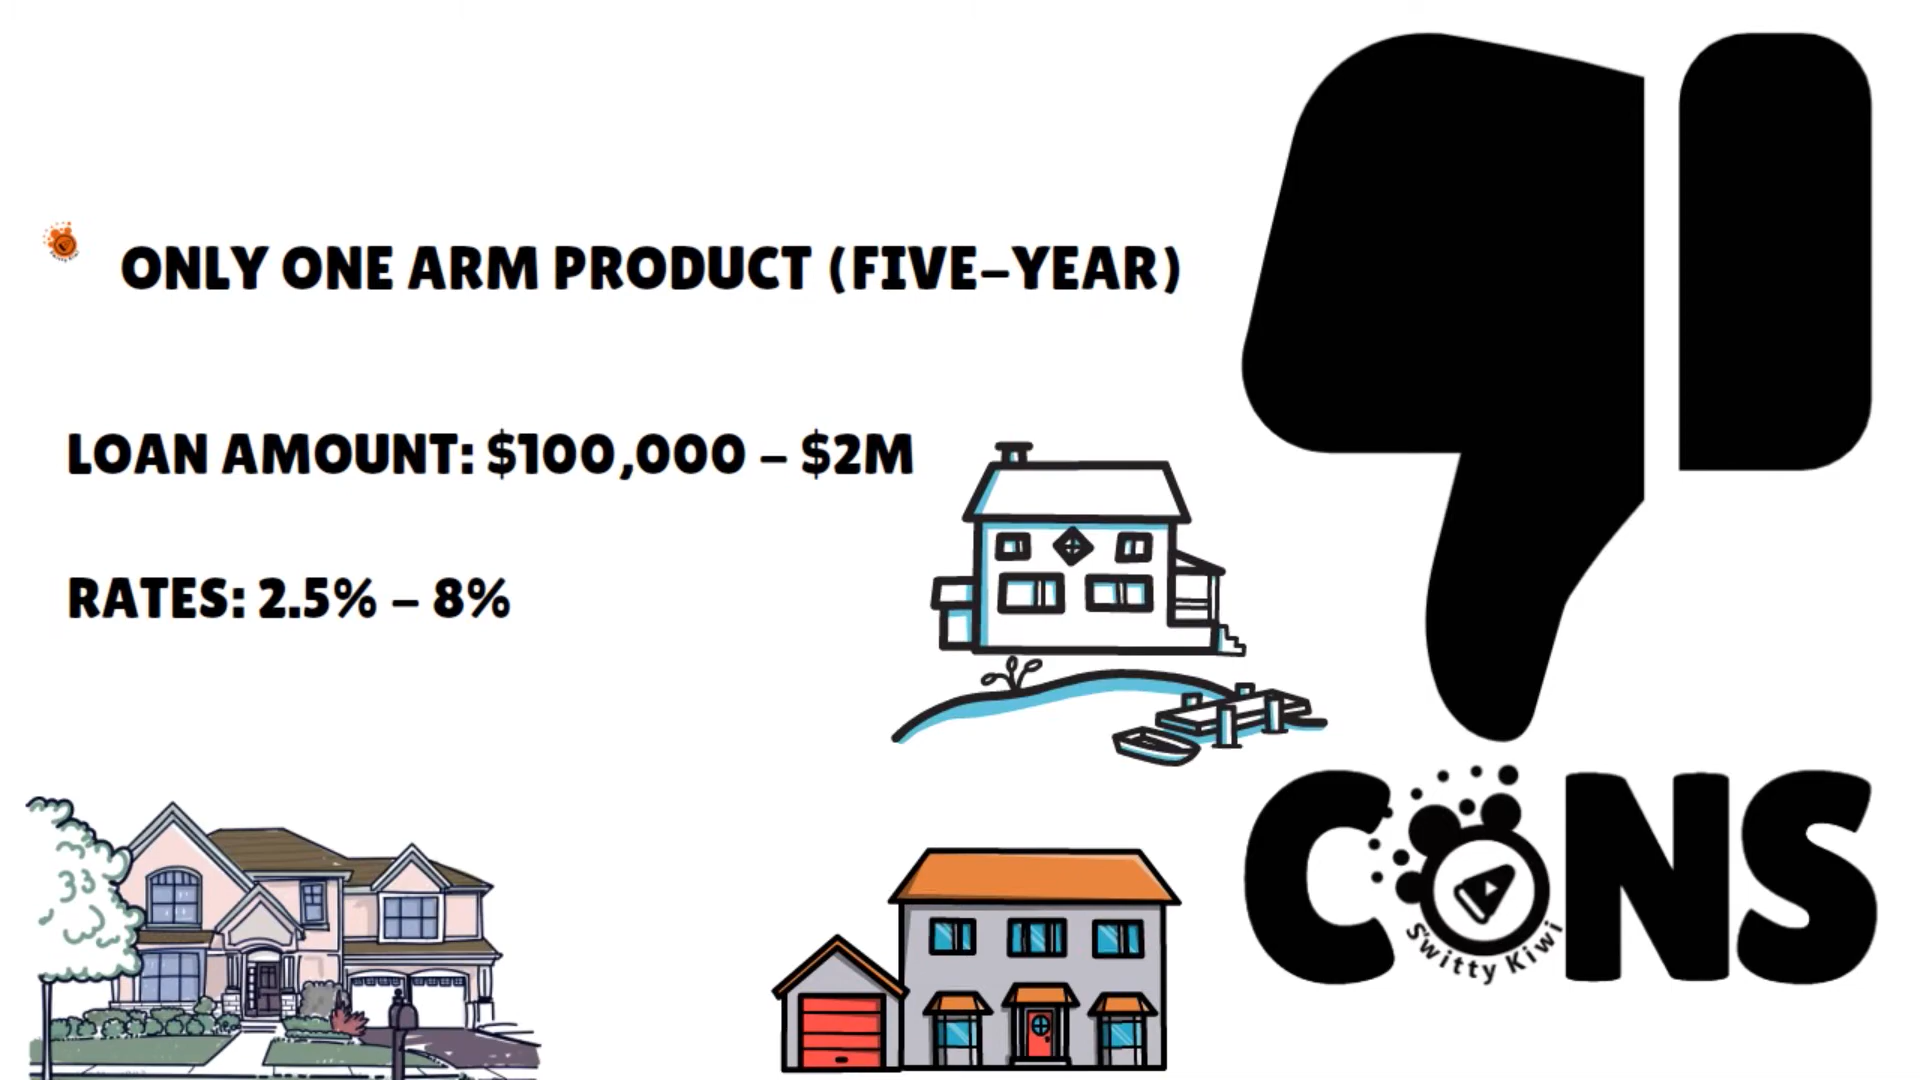 ONLY ONE ARM PRODUCT (FIVE-YEAR)
LOAN AMOUNT: $100,000 - $2M
RATES: 2.5% - 8%
CONS
Switty Kiwi